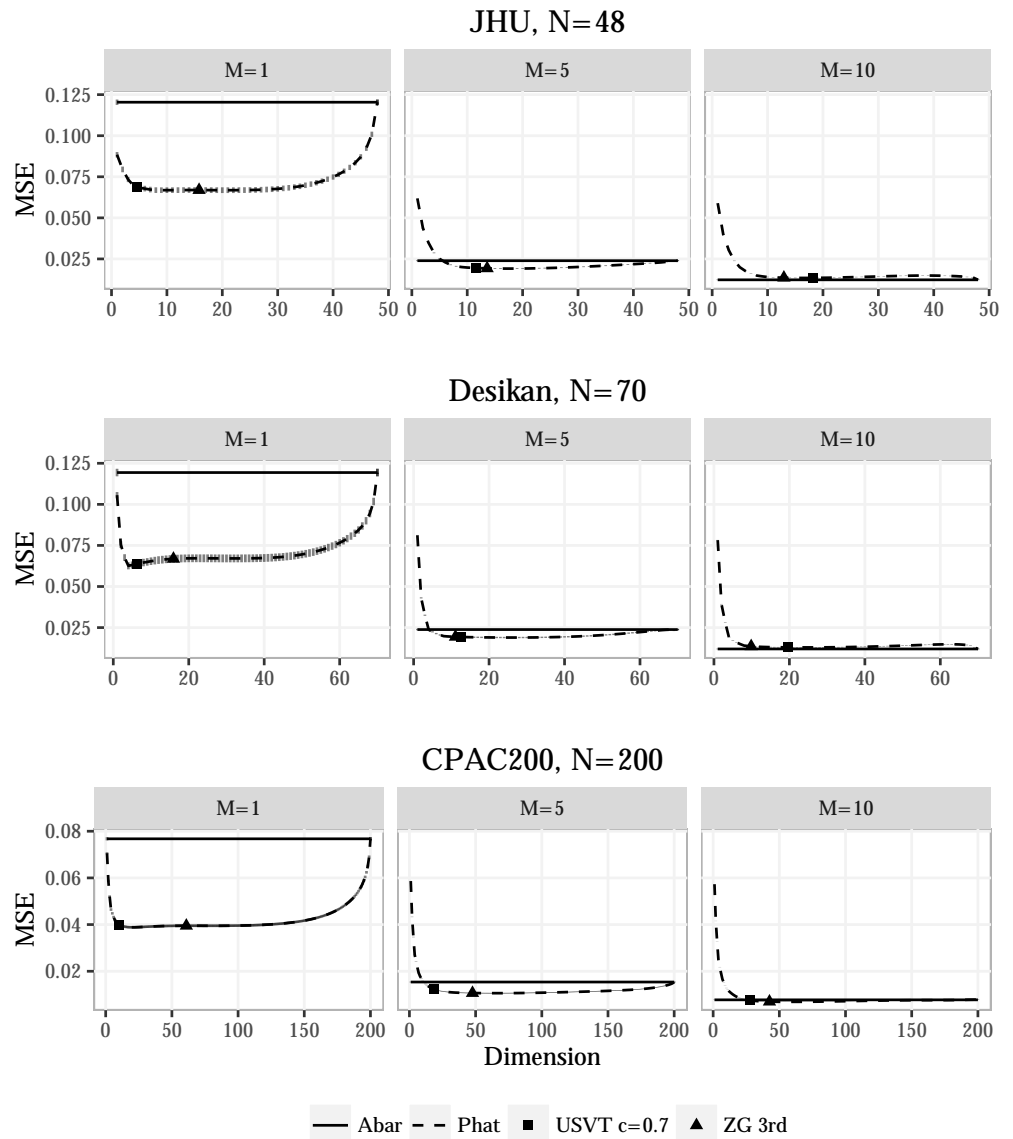 JHU, N=48
M=1 M=5 M=10
0.125
0.100
0.075
0.050
0.025
MSE
0 10 20 30 40 50 0 10 20 30 40 50 0 10 20 30 40 50
Desikan, N=70
M=1 M=5 M=10
0.125
0.100
0.075
0.050
0.025
MSE
0 20 40 60 0 20 40 60 0 20 40 60
CPAC200, N=200
M=1 M=5 M=10
0.08
0.06
0.04
0.02
MSE
0 50 100 150 200 0 50 100 150 200 0 50 100 150 200
Dimension
Abar Phat USVT c=0.7 ZG 3rd